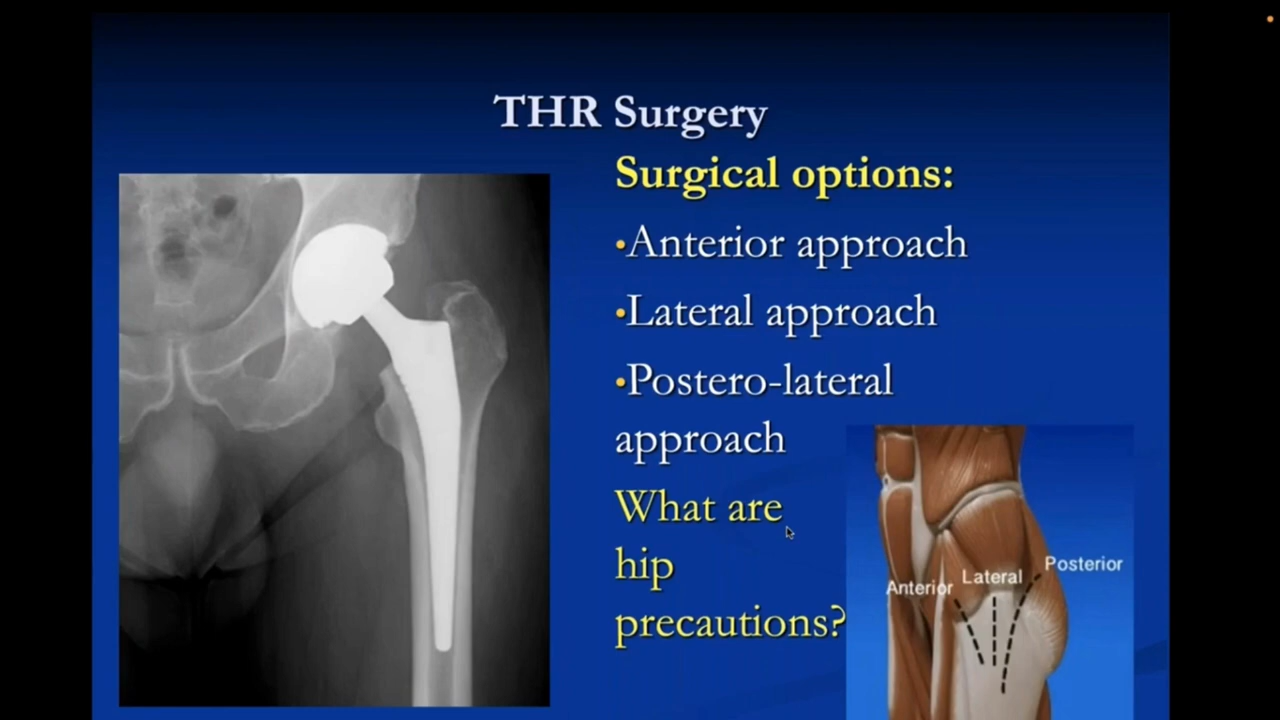 THR Surgery
Surgical options:
•Anterior approach
•Lateral approach
•Postero-lateral
approach
What are
hip
precautions?
Anterior
Lateral
Posterior